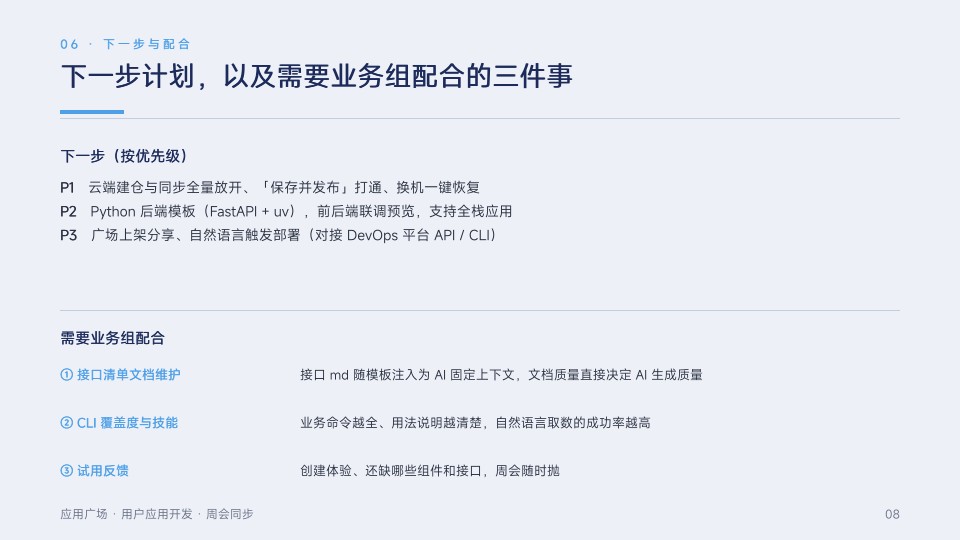 06 · 下一步与配合
下一步计划，以及需要业务组配合的三件事
下一步（按优先级）
P1 云端建仓与同步全量放开、「保存并发布」打通、换机一键恢复
P2 Python 后端模板（FastAPI + uv），前后端联调预览，支持全栈应用
P3 广场上架分享、自然语言触发部署（对接 DevOps 平台 API / CLI）
需要业务组配合
① 接口清单文档维护 接口 md 随模板注入为 AI 固定上下文，文档质量直接决定 AI 生成质量
② CLI 覆盖度与技能 业务命令越全、用法说明越清楚，自然语言取数的成功率越高
③ 试用反馈 创建体验、还缺哪些组件和接口，周会随时抛
应用广场 · 用户应用开发 · 周会同步 08